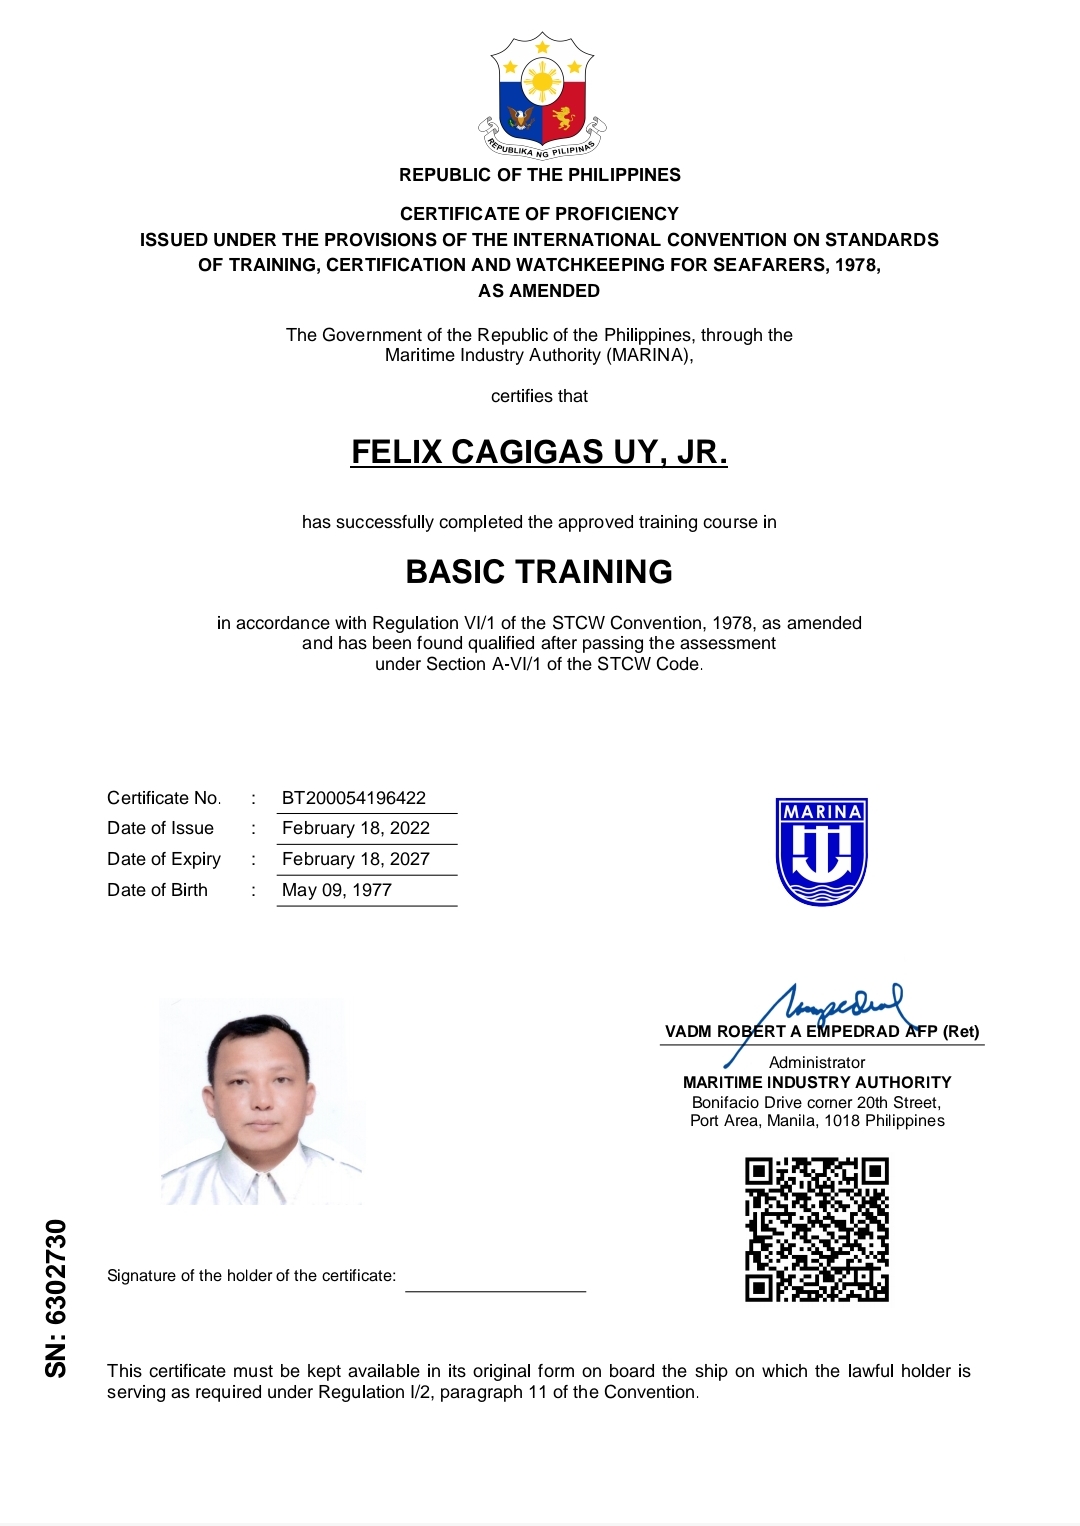 REPUBLIKA NG PILIPINAS
REPUBLIC OF THE PHILIPPINES
CERTIFICATE OF PROFICIENCY
ISSUED UNDER THE PROVISIONS OF THE INTERNATIONAL CONVENTION ON STANDARDS
OF TRAINING, CERTIFICATION AND WATCHKEEPING FOR SEAFARERS, 1978,
AS AMENDED
The Government of the Republic of the Philippines, through the
Maritime Industry Authority (MARINA),
certifies that
FELIX CAGIGAS UY, JR.
has successfully completed the approved training course in
BASIC TRAINING
in accordance with Regulation VI/1 of the STCW Convention, 1978, as amended
and has been found qualified after passing the assessment
under Section A-VI/1 of the STCW Code.
Certificate No. : BT200054196422
Date of Issue : February 18, 2022
Date of Expiry : February 18, 2027
Date of Birth : May 09, 1977
MARINA
VADM ROBERT A EMPEDRAD AFP (Ret)
Administrator
MARITIME INDUSTRY AUTHORITY
Bonifacio Drive corner 20th Street,
Port Area, Manila, 1018 Philippines
Signature of the holder of the certificate:
SN: 6302730
This certificate must be kept available in its original form on board the ship on which the lawful holder is
serving as required under Regulation I/2, paragraph 11 of the Convention.